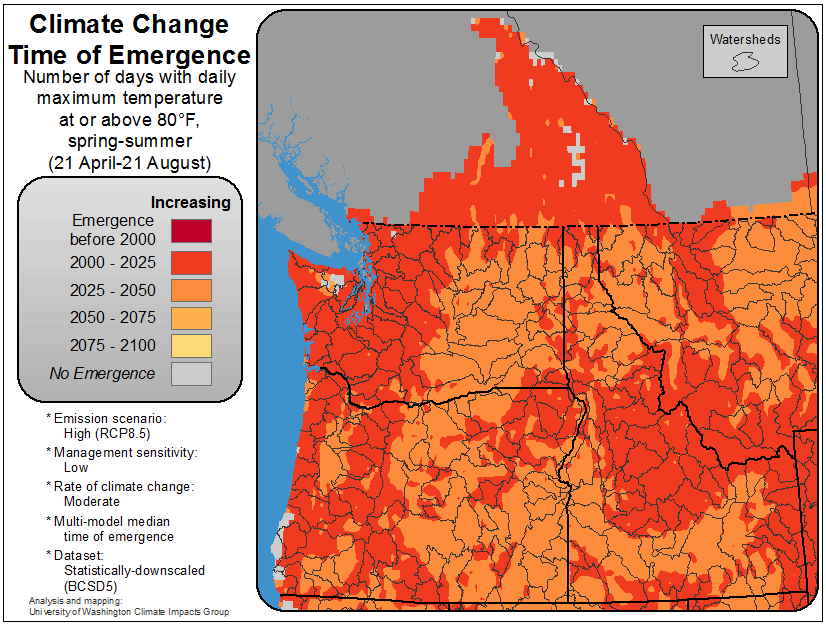 Climate Change
Time of Emergence
Number of days with daily
maximum temperature
at or above 80°F,
spring-summer
(21 April-21 August)
Increasing
Emergence
before 2000
2000 - 2025
2025 - 2050
2050 - 2075
2075 - 2100
No Emergence
* Emission scenario:
High (RCP8.5)
* Management sensitivity:
Low
* Rate of climate change:
Moderate
* Multi-model median
time of emergence
* Dataset:
Statistically-downscaled
(BCSD5)
Analysis and mapping:
University of Washington Climate Impacts Group
Watersheds